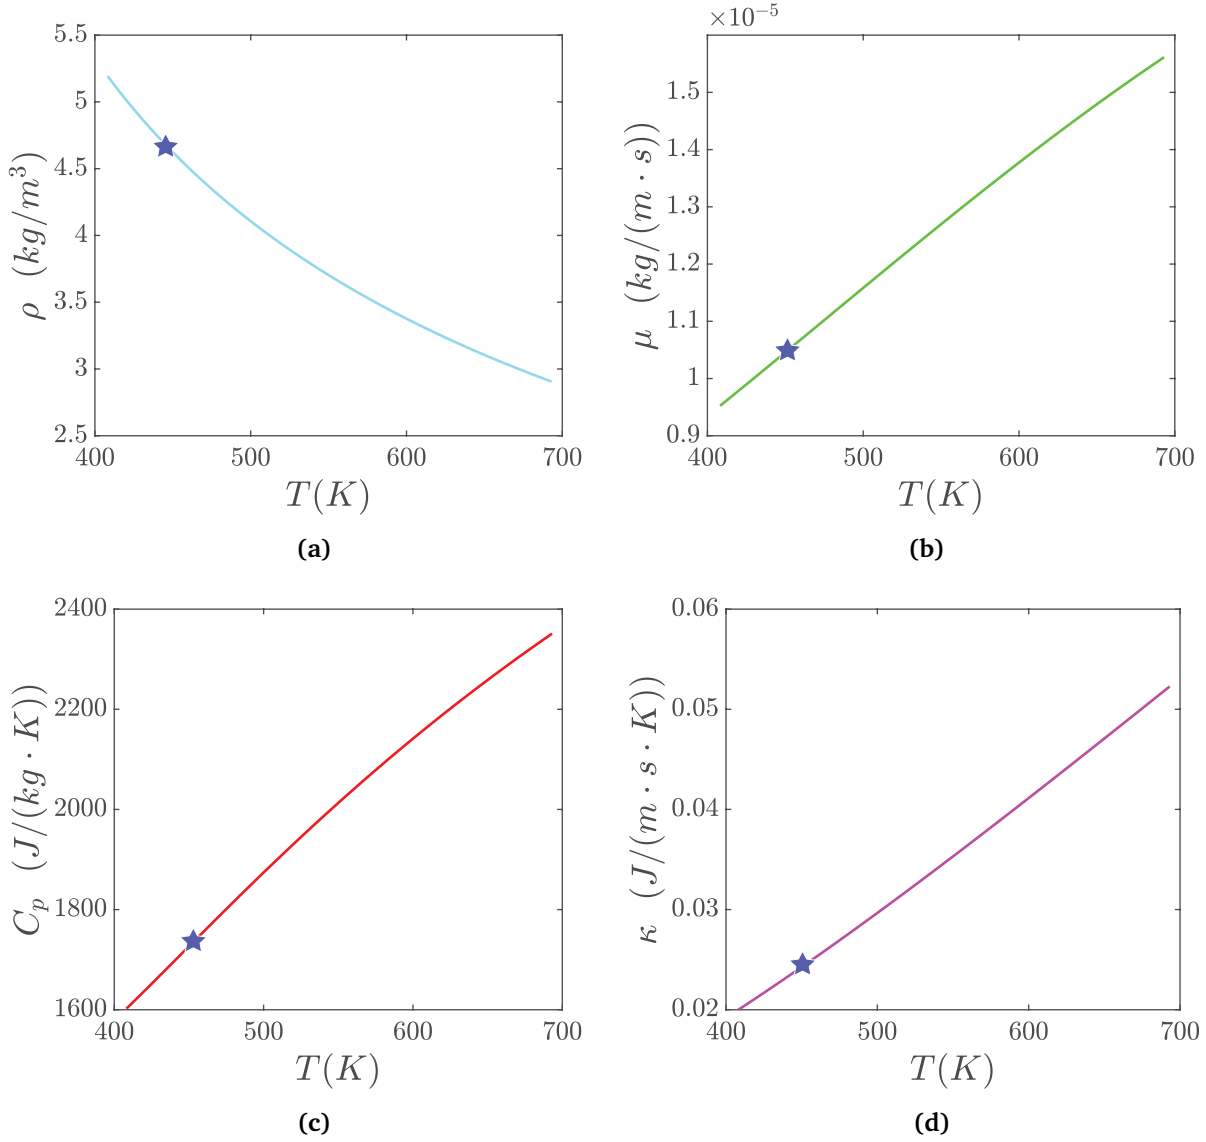 5.5
5
4.5
4
3.5
3
2.5
400 500 600 700
ρ (kg/m³)
T(K)
(a)
×10⁻⁵
1.5
1.4
1.3
1.2
1.1
1
0.9
400 500 600 700
μ (kg/(m · s))
T(K)
(b)
2400
2200
2000
1800
1600
400 500 600 700
C_p (J/(kg · K))
T(K)
(c)
0.06
0.05
0.04
0.03
0.02
400 500 600 700
κ (J/(m · s · K))
T(K)
(d)